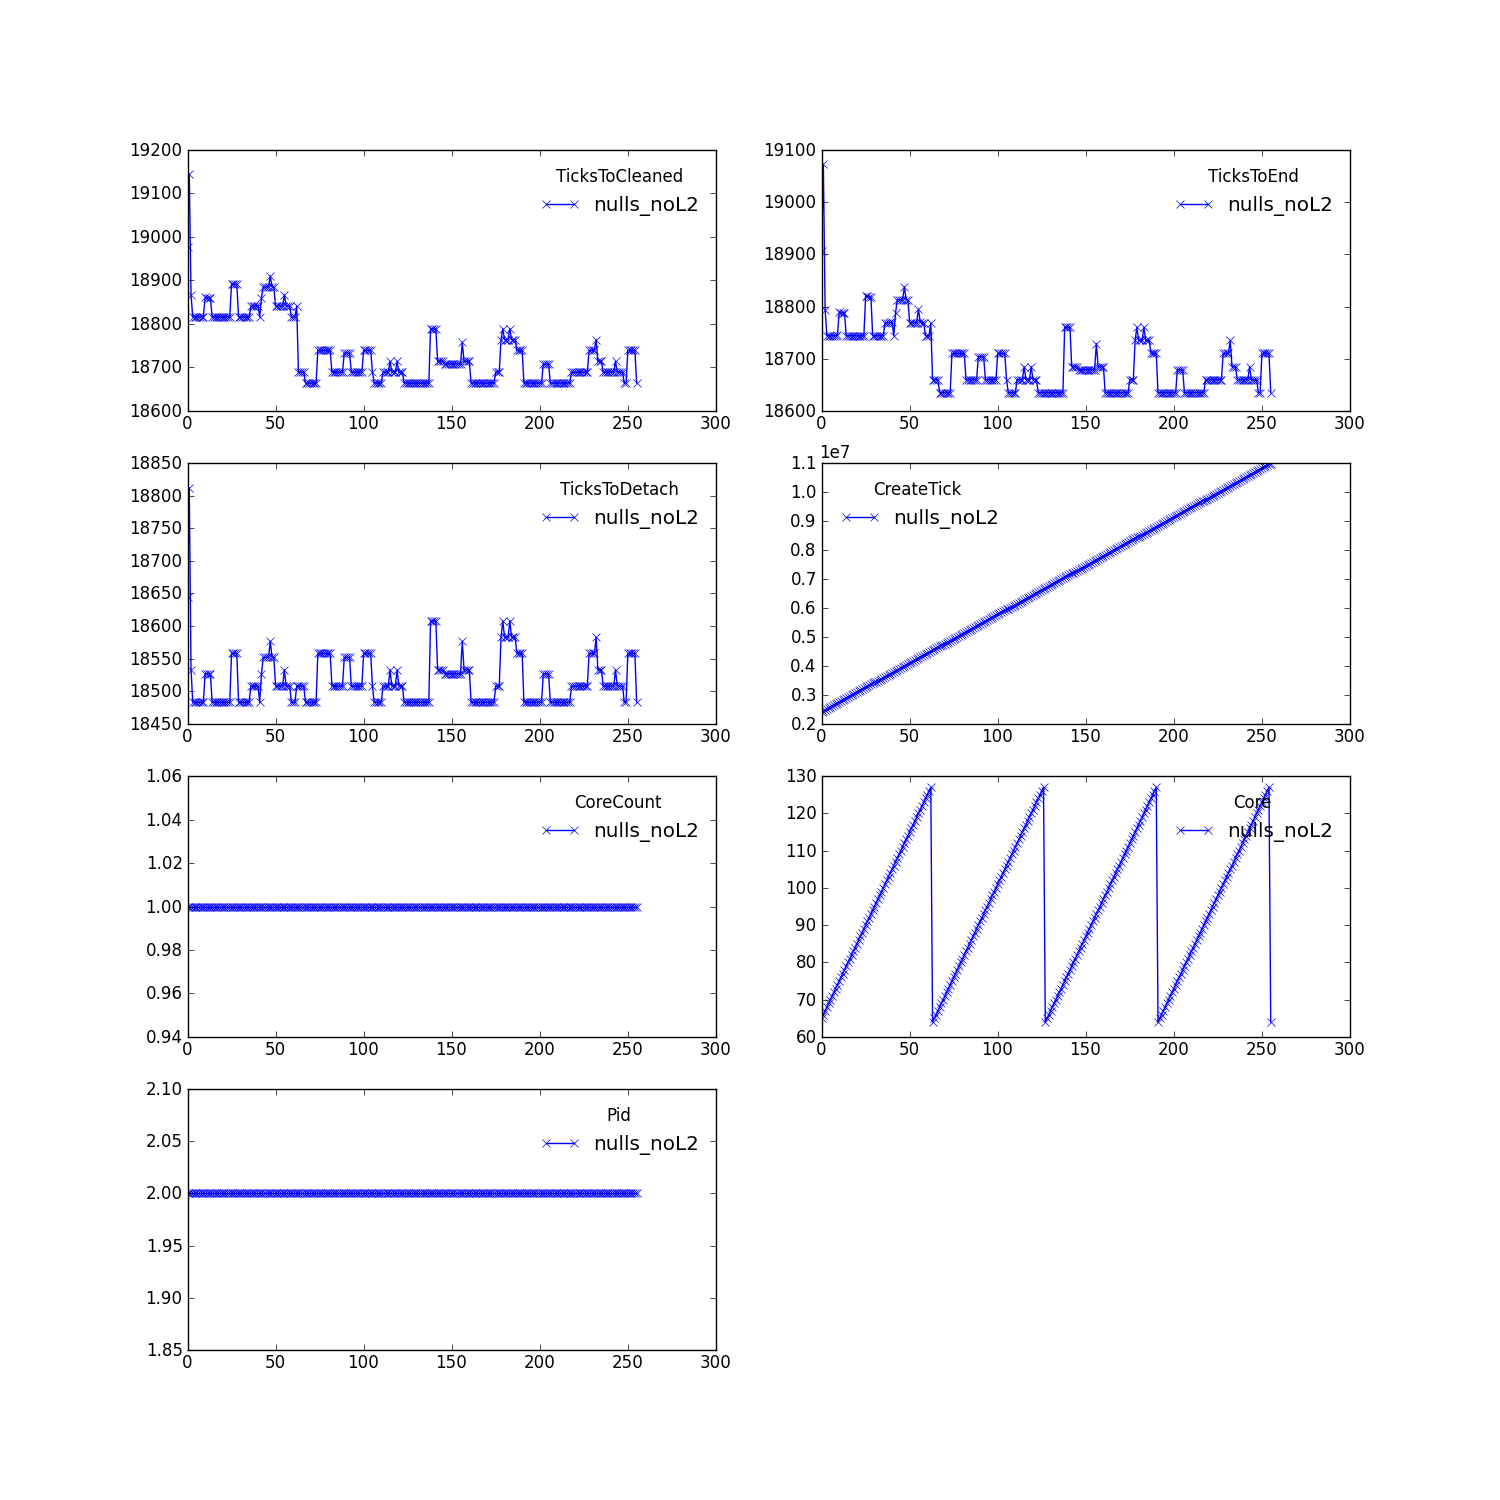 19200
19100
19000
18900
18800
18700
18600
0 50 100 150 200 250 300
TicksToCleaned
nulls_noL2
19100
19000
18900
18800
18700
18600
0 50 100 150 200 250 300
TicksToEnd
nulls_noL2
18850
18800
18750
18700
18650
18600
18550
18500
18450
0 50 100 150 200 250 300
TicksToDetach
nulls_noL2
1e7
1.1
1.0
0.9
0.8
0.7
0.6
0.5
0.4
0.3
0.2
0 50 100 150 200 250 300
CreateTick
nulls_noL2
1.06
1.04
1.02
1.00
0.98
0.96
0.94
0 50 100 150 200 250 300
CoreCount
nulls_noL2
130
120
110
100
90
80
70
60
0 50 100 150 200 250 300
Core
nulls_noL2
2.10
2.05
2.00
1.95
1.90
1.85
0 50 100 150 200 250 300
Pid
nulls_noL2